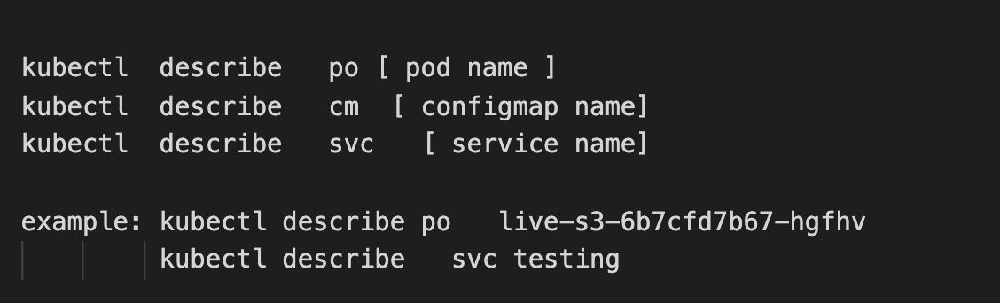 kubectl  describe   po [ pod name ]
kubectl  describe   cm  [ configmap name]
kubectl  describe   svc   [ service name]
example: kubectl describe po   live-s3-6b7cfd7b67-hgfhv
         kubectl describe   svc testing